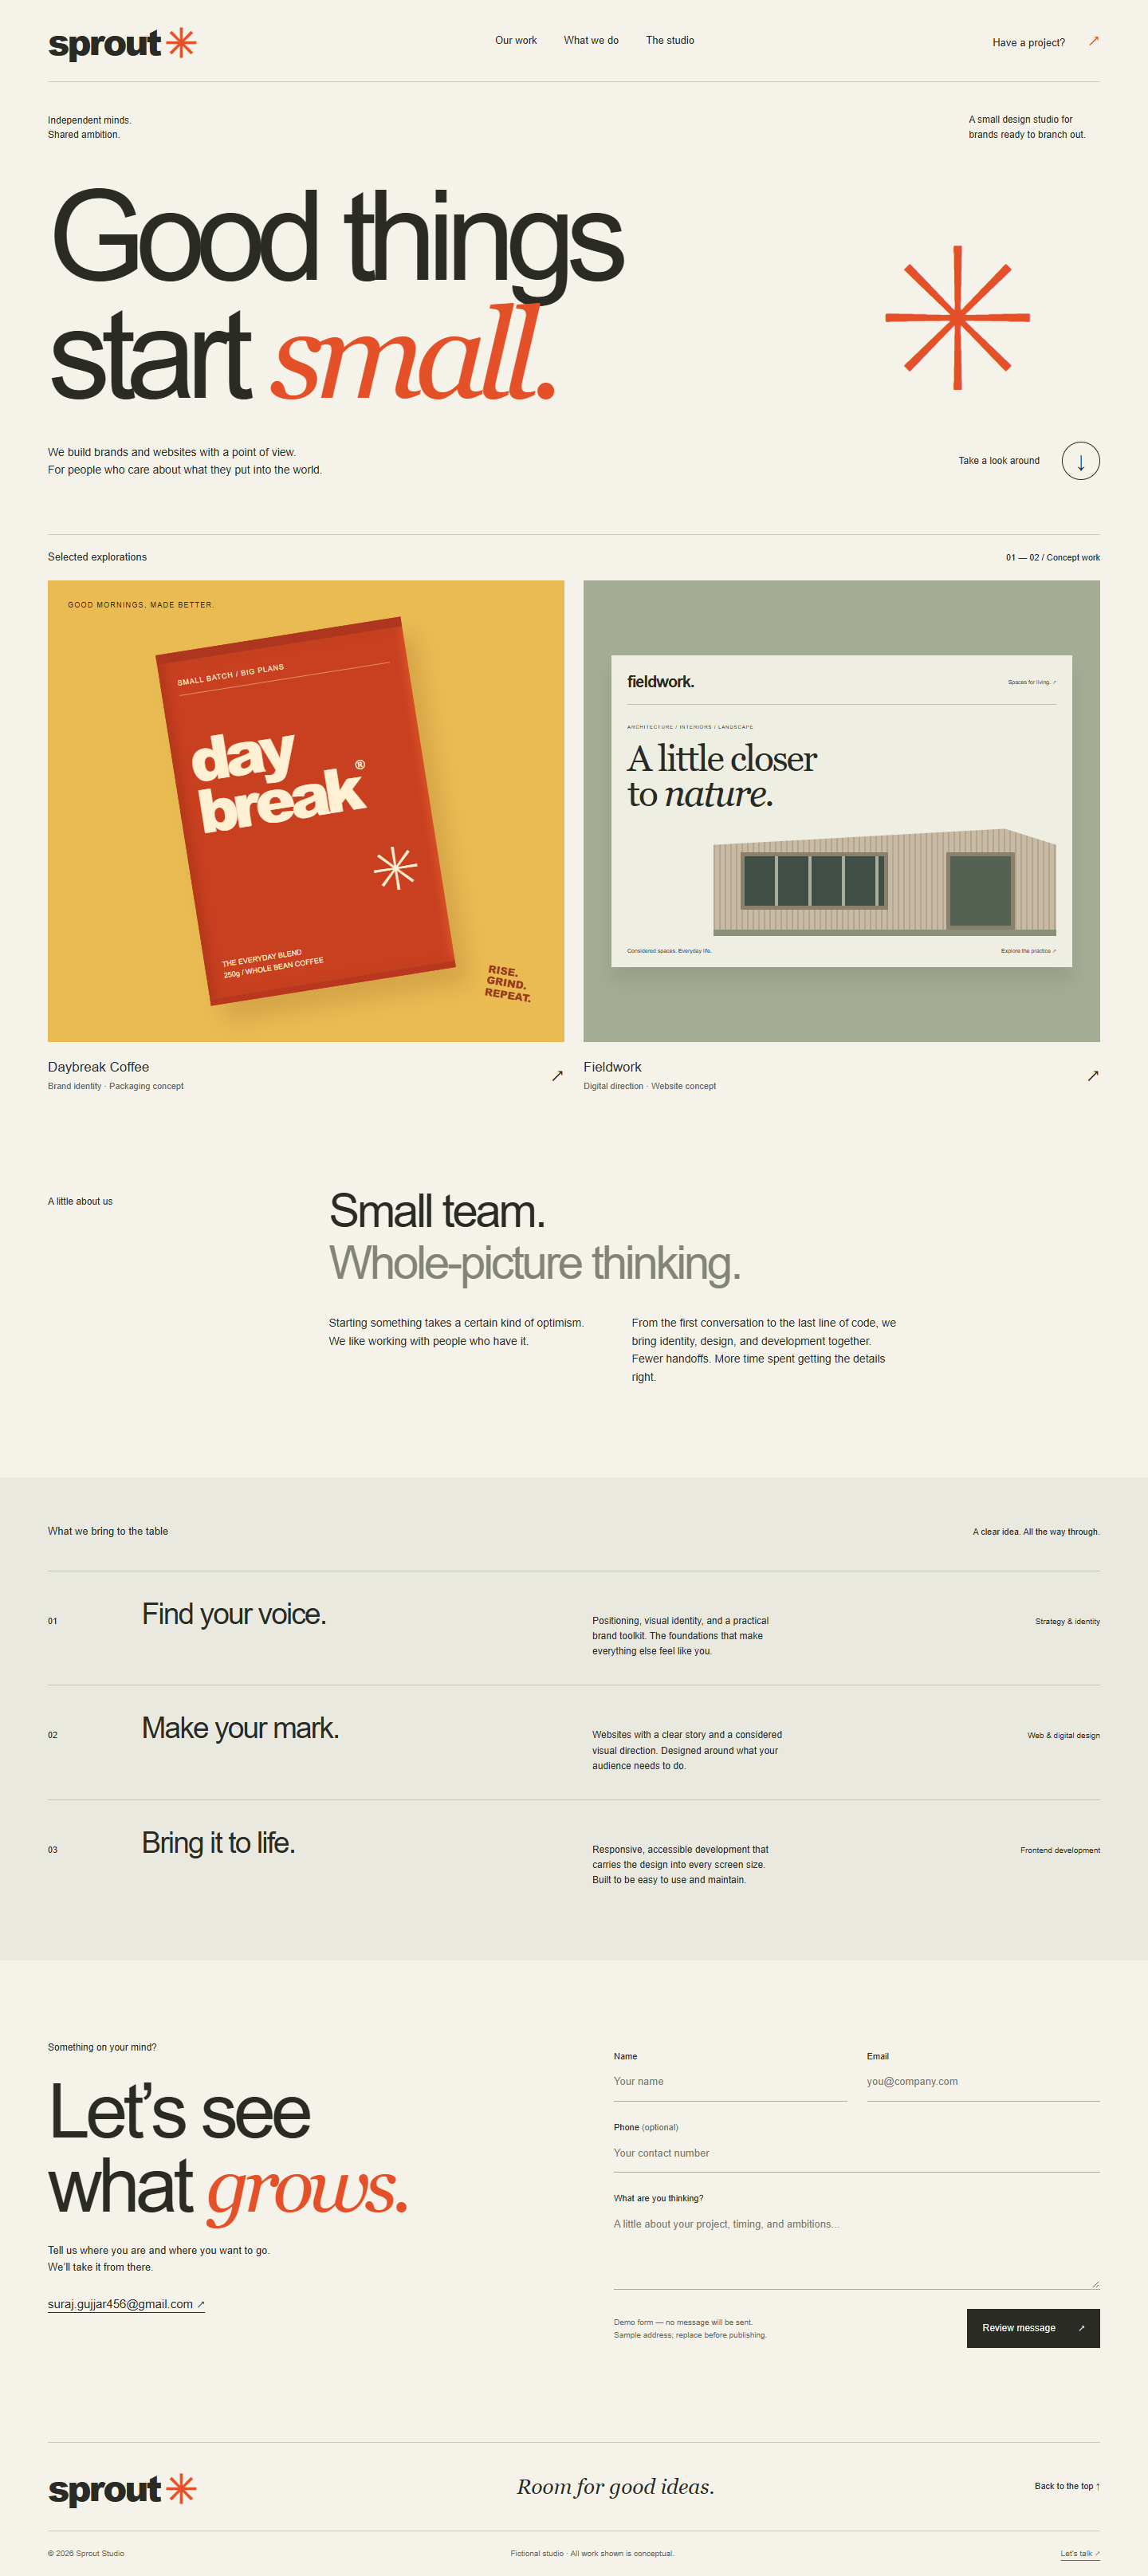 sprout
Our work
What we do
The studio
Have a project? ↗
Independent minds.
Shared ambition.
A small design studio for
brands ready to branch out.
Good things
start small.
We build brands and websites with a point of view.
For people who care about what they put into the world.
Take a look around ↓
Selected explorations
01 — 02 / Concept work
GOOD MORNINGS, MADE BETTER.
SMALL BATCH / BIG PLANS
day
break®
THE EVERYDAY BLEND
250g / WHOLE BEAN COFFEE
RISE.
GRIND.
REPEAT.
fieldwork.
Spaces for living. ↗
ARCHITECTURE / INTERIORS / LANDSCAPE
A little closer
to nature.
Considered spaces. Everyday life.
Explore the practice ↗
Daybreak Coffee
Brand identity · Packaging concept
↗
Fieldwork
Digital direction · Website concept
↗
A little about us
Small team.
Whole-picture thinking.
Starting something takes a certain kind of optimism.
We like working with people who have it.
From the first conversation to the last line of code, we
bring identity, design, and development together.
Fewer handoffs. More time spent getting the details
right.
What we bring to the table
A clear idea. All the way through.
01
Find your voice.
Positioning, visual identity, and a practical
brand toolkit. The foundations that make
everything else feel like you.
Strategy & identity
02
Make your mark.
Websites with a clear story and a considered
visual direction. Designed around what your
audience needs to do.
Web & digital design
03
Bring it to life.
Responsive, accessible development that
carries the design into every screen size.
Built to be easy to use and maintain.
Frontend development
Something on your mind?
Let’s see
what grows.
Tell us where you are and where you want to go.
We’ll take it from there.
suraj.gujjar456@gmail.com ↗
Name
Your name
Email
you@company.com
Phone (optional)
Your contact number
What are you thinking?
A little about your project, timing, and ambitions...
Demo form — no message will be sent.
Sample address; replace before publishing.
Review message ↗
sprout
Room for good ideas.
Back to the top ↑
© 2026 Sprout Studio
Fictional studio · All work shown is conceptual.
Let’s talk ↗